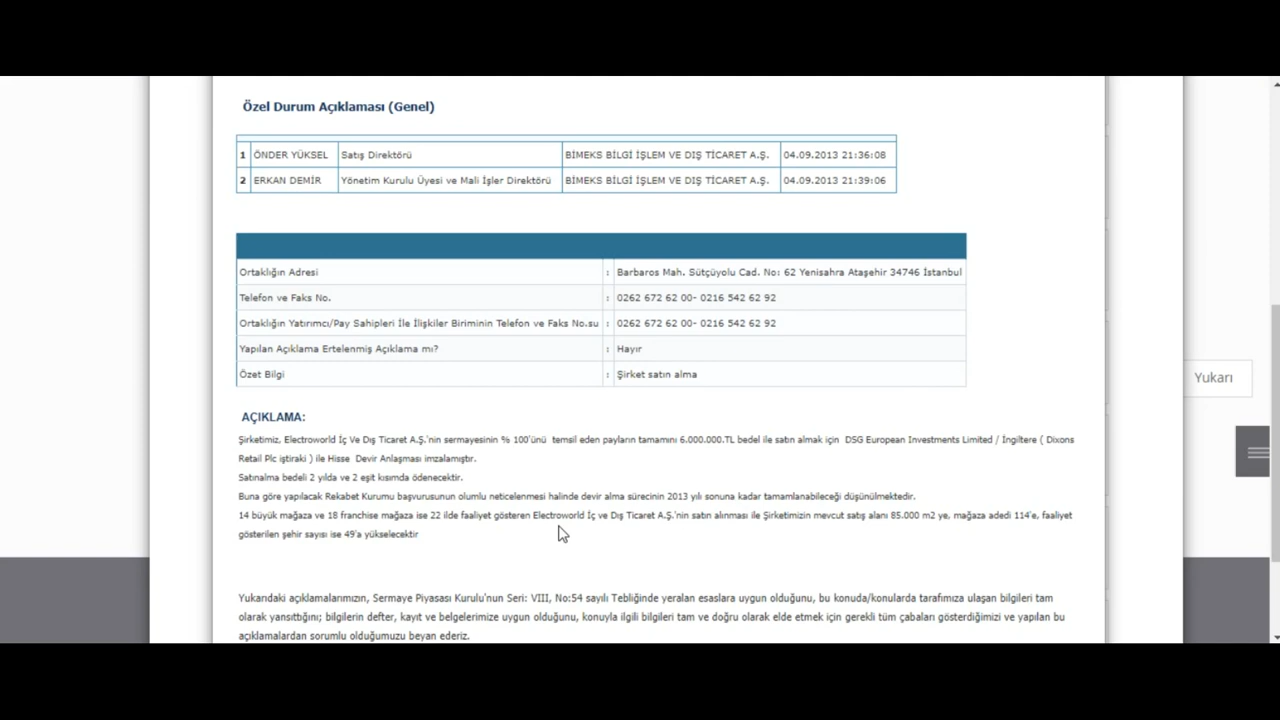 Özel Durum Açıklaması (Genel)
1 ÖNDER YÜKSEL Satış Direktörü BİMEKS BİLGİ İŞLEM VE DIŞ TİCARET A.Ş. 04.09.2013 21:36:08
2 ERKAN DEMİR Yönetim Kurulu Üyesi ve Mali İşler Direktörü BİMEKS BİLGİ İŞLEM VE DIŞ TİCARET A.Ş. 04.09.2013 21:39:06
Ortaklığın Adresi : Barbaros Mah. Sütçüyolu Cad. No: 62 Yenisahra Ataşehir 34746 İstanbul
Telefon ve Faks No. : 0262 672 62 00- 0216 542 62 92
Ortaklığın Yatırımcı/Pay Sahipleri İle İlişkiler Biriminin Telefon ve Faks No.su : 0262 672 62 00- 0216 542 62 92
Yapılan Açıklama Ertelenmiş Açıklama mı? : Hayır
Özet Bilgi : Şirket satın alma
Yukarı
AÇIKLAMA:
Şirketimiz, Electroworld İç Ve Dış Ticaret A.Ş.'nin sermayesinin % 100'ünü temsil eden payların tamamını 6.000.000.TL bedel ile satın almak için DSG European Investments Limited / İngiltere ( Dixons
Retail Plc iştiraki ) ile Hisse Devir Anlaşması imzalamıştır.
Satınalma bedeli 2 yılda ve 2 eşit kısımda ödenecektir.
Buna göre yapılacak Rekabet Kurumu başvurusunun olumlu neticelenmesi halinde devir alma sürecinin 2013 yılı sonuna kadar tamamlanabileceği düşünülmektedir.
14 büyük mağaza ve 18 franchise mağaza ise 22 ilde faaliyet gösteren Electroworld İç ve Dış Ticaret A.Ş.'nin satın alınması ile Şirketimizin mevcut satış alanı 85.000 m2 ye, mağaza adedi 114'e, faaliyet
gösterilen şehir sayısı ise 49'a yükselecektir
Yukarıdaki açıklamalarımızın, Sermaye Piyasası Kurulu'nun Seri: VIII, No:54 sayılı Tebliğinde yeralan esaslara uygun olduğunu, bu konuda/konularda tarafımıza ulaşan bilgileri tam
olarak yansıttığını; bilgilerin defter, kayıt ve belgelerimize uygun olduğunu, konuyla ilgili bilgileri tam ve doğru olarak elde etmek için gerekli tüm çabaları gösterdiğimizi ve yapılan bu
açıklamalardan sorumlu olduğumuzu beyan ederiz.